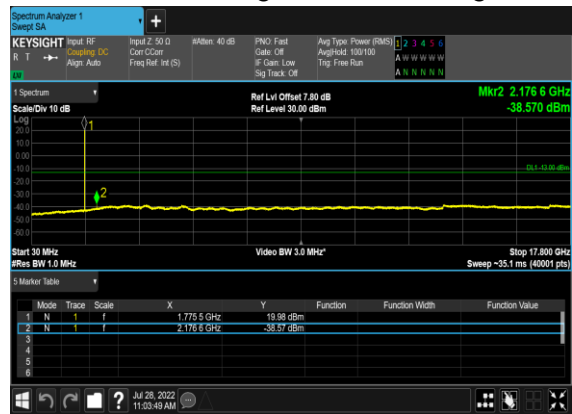 Spectrum Analyzer 1
Swept SA
+
KEYSIGHT Input: RF Input Z: 50 Ω #Atten: 40 dB PNO: Fast Avg Type: Power (RMS) 1 2 3 4 5 6
R T Coupling: DC Corr CCorr Gate: Off Avg|Hold: 100/100 A W W W W W
Align: Auto Freq Ref: Int (S) IF Gain: Low Trig: Free Run
LW Sig Track: Off A N N N N N
1 Spectrum Ref Lvl Offset 7.80 dB Mkr2 2.176 6 GHz
Scale/Div 10 dB Ref Level 30.00 dBm -38.570 dBm
Log
1
20.0
10.0
0.00
-10.0 DL1 -13.00 dBm
-20.0
2
-30.0
-40.0
-50.0
-60.0
Start 30 MHz Video BW 3.0 MHz* Stop 17.800 GHz
#Res BW 1.0 MHz Sweep ~35.1 ms (40001 pts)
5 Marker Table
Mode Trace Scale X Y Function Function Width Function Value
1 N 1 f 1.775 5 GHz 19.98 dBm
2 N 1 f 2.176 6 GHz -38.57 dBm
3
4
5
6
? Jul 28, 2022
11:03:49 AM